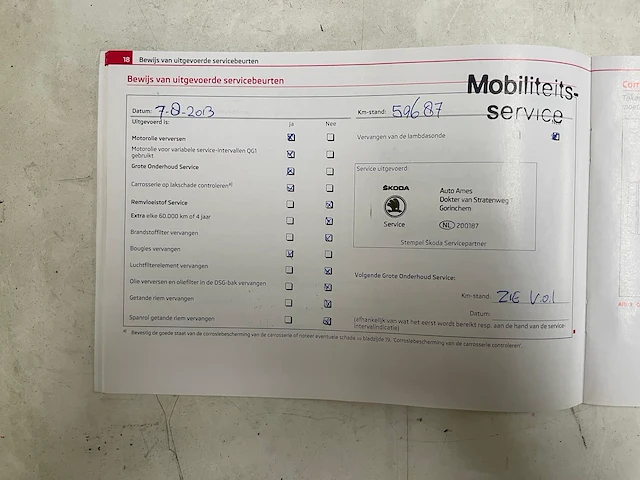 18 Bewijs van uitgevoerde servicebeurten
Bewijs van uitgevoerde servicebeurten
Mobiliteits-
service
Datum: 7-8-2013
Km-stand: 59687
Uitgevoerd is:
Ja Nee
Motorolie verversen
Vervangen van de lambdasonde
Motorolie voor variabele service-intervallen QG1
gebruikt
Grote Onderhoud Service
Carrosserie op lakschade controleren a)
Remvloeistof Service
Extra elke 60.000 km of 4 jaar
Brandstoffilter vervangen
Bougies vervangen
Luchtfilterelement vervangen
Olie verversen en oliefilter in de DSG-bak vervangen
Getande riem vervangen
Spanrol getande riem vervangen
Service uitgevoerd:
ŠKODA
Service
Auto Ames
Dokter van Stratenweg
Gorinchem
NL 200187
Stempel Škoda Servicepartner
Volgende Grote Onderhoud Service:
Km-stand: ZIE V.O.I
Datum:
(afhankelijk van wat het eerst wordt bereikt resp. aan de hand van de service-
intervalindicatie)
a) Bevestig de goede staat van de corrosiebescherming van de carrosserie of noteer eventuele schade op bladzijde 19, 'Corrosiebescherming van de carrosserie controleren'.